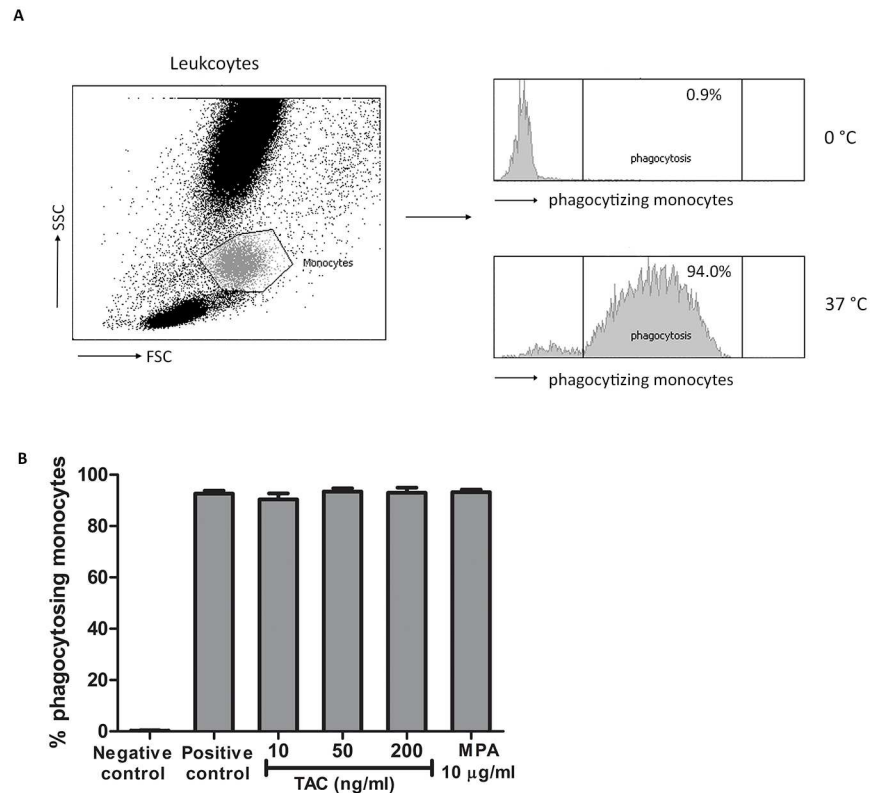 A
Leukcoytes
SSC
FSC
Monocytes
0.9%
phagocytosis
phagocytizing monocytes
0 °C
94.0%
phagocytosis
phagocytizing monocytes
37 °C
B
% phagocytosing monocytes
100
80
60
40
20
0
Negative control
Positive control
10
50
200
TAC (ng/ml)
MPA
10 µg/ml